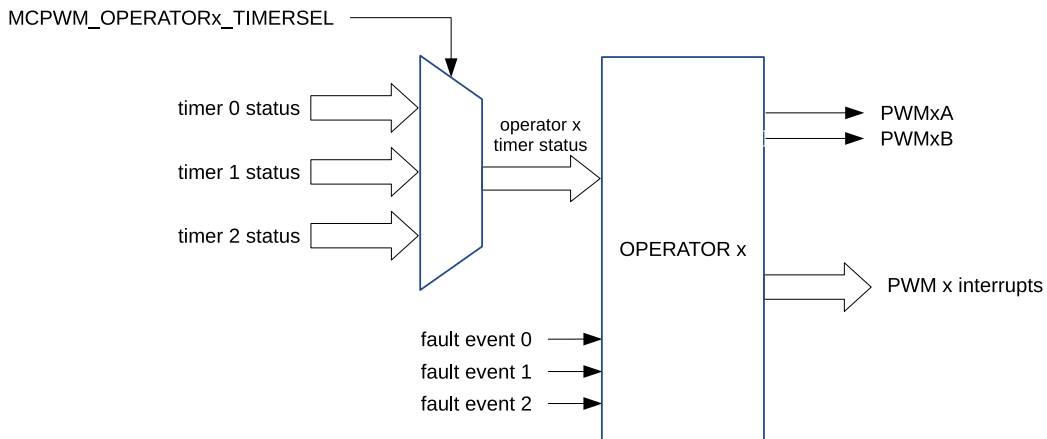 MCPWM_OPERATORx_TIMERSEL
timer 0 status
timer 1 status
timer 2 status
operator x
timer status
OPERATOR x
PWMxA
PWMxB
PWM x interrupts
fault event 0
fault event 1
fault event 2